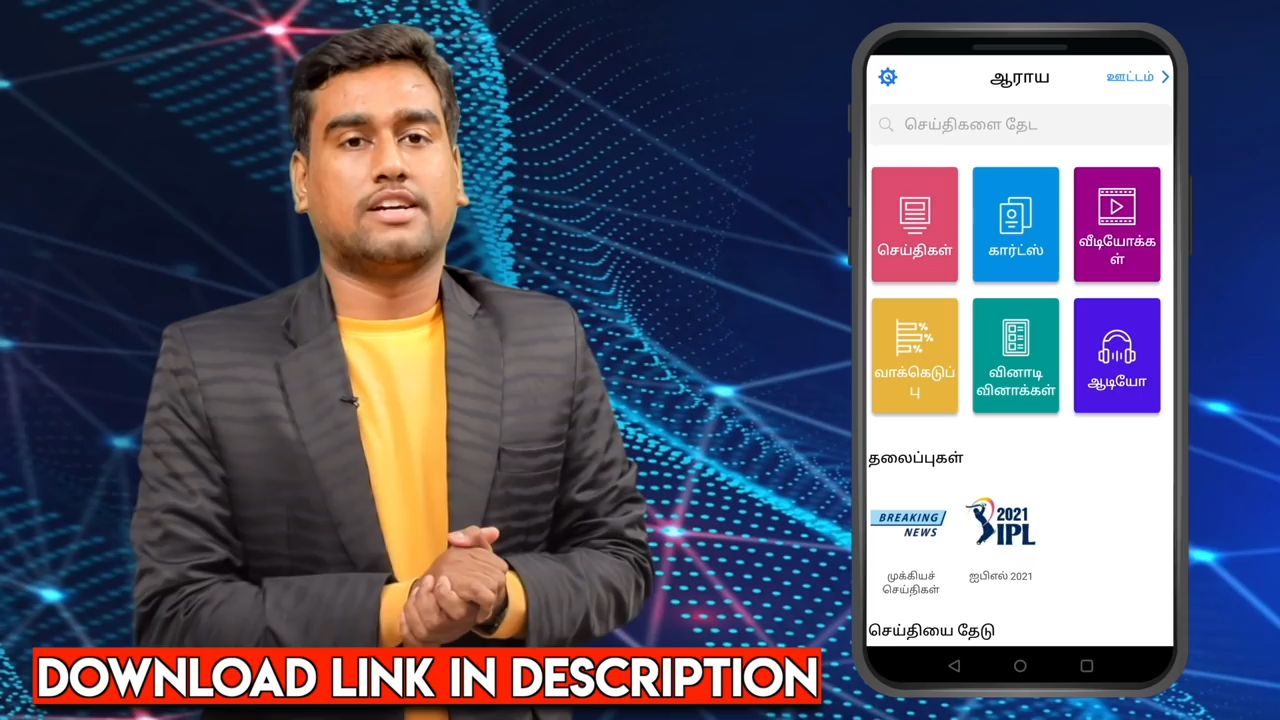 ஆராய
ஊட்டம்
செய்திகளை தேட
செய்திகள்
கார்ட்ஸ்
வீடியோக்க
ள்
வாக்கெடுப்
பு
வினாடி
வினாக்கள்
ஆடியோ
தலைப்புகள்
BREAKING
NEWS
2021
IPL
முக்கியச்
செய்திகள்
ஐபிஎல் 2021
செய்தியை தேடு
DOWNLOAD LINK IN DESCRIPTION